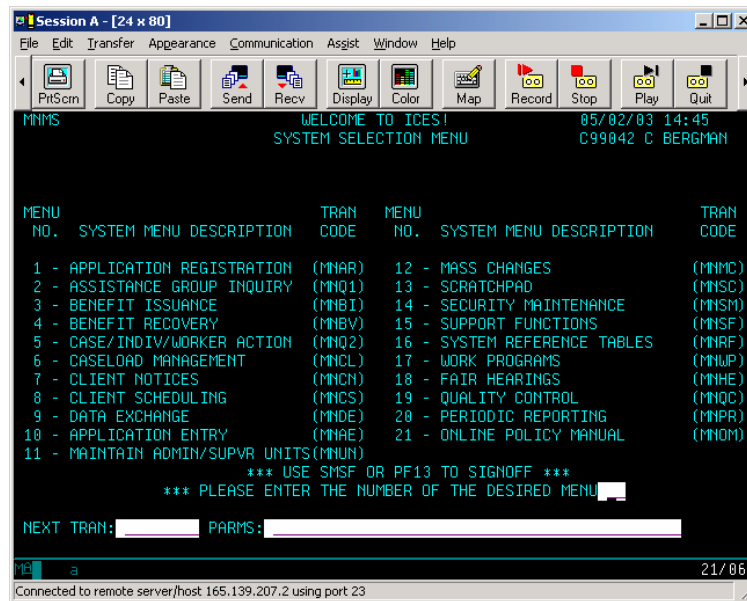 Session A - [24 x 80]
File Edit Transfer Appearance Communication Assist Window Help
PrtScrn Copy Paste Send Recv Display Color Map Record Stop Play Quit
MNMS WELCOME TO ICES! 05/02/03 14:45
SYSTEM SELECTION MENU C99042 C BERGMAN
MENU TRAN MENU TRAN
NO. SYSTEM MENU DESCRIPTION CODE NO. SYSTEM MENU DESCRIPTION CODE
1 - APPLICATION REGISTRATION (MNAR) 12 - MASS CHANGES (MNMC)
2 - ASSISTANCE GROUP INQUIRY (MNQ1) 13 - SCRATCHPAD (MNSC)
3 - BENEFIT ISSUANCE (MNBI) 14 - SECURITY MAINTENANCE (MNSM)
4 - BENEFIT RECOVERY (MNBV) 15 - SUPPORT FUNCTIONS (MNSF)
5 - CASE/INDIV/WORKER ACTION (MNQ2) 16 - SYSTEM REFERENCE TABLES (MNRF)
6 - CASELOAD MANAGEMENT (MNCL) 17 - WORK PROGRAMS (MNWP)
7 - CLIENT NOTICES (MNCN) 18 - FAIR HEARINGS (MNHE)
8 - CLIENT SCHEDULING (MNCS) 19 - QUALITY CONTROL (MNQC)
9 - DATA EXCHANGE (MNDE) 20 - PERIODIC REPORTING (MNPR)
10 - APPLICATION ENTRY (MNAE) 21 - ONLINE POLICY MANUAL (MNOM)
11 - MAINTAIN ADMIN/SUPVR UNITS(MNUN)
*** USE SMSF OR PF13 TO SIGNOFF ***
*** PLEASE ENTER THE NUMBER OF THE DESIRED MENU
NEXT TRAN: PARMS:
MA a 21/06
Connected to remote server/host 165.139.207.2 using port 23